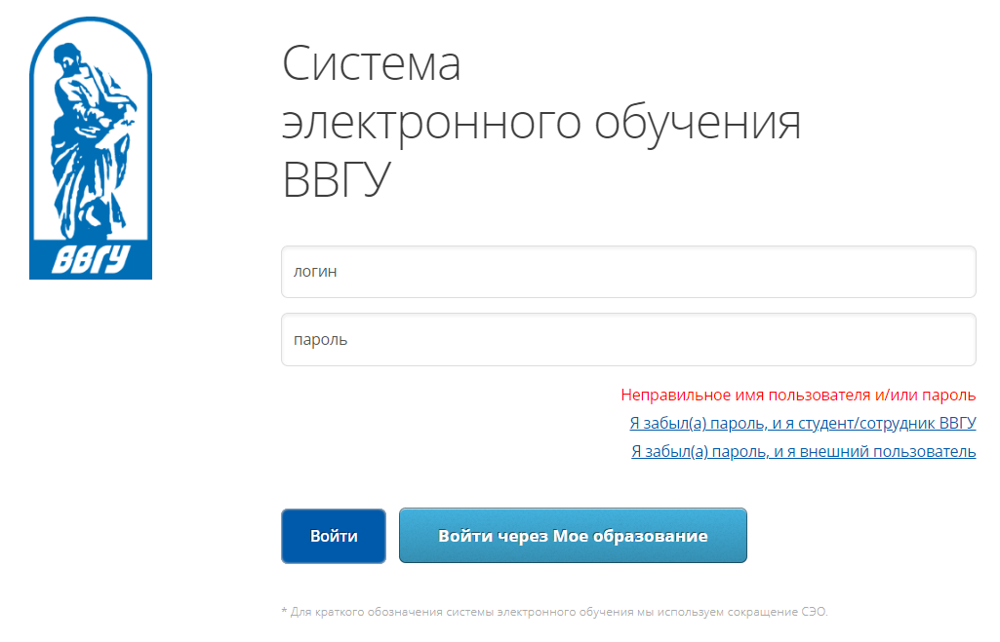 ВВГУ
Система
электронного обучения
ВВГУ
логин
пароль
Неправильное имя пользователя и/или пароль
Я забыл(а) пароль, и я студент/сотрудник ВВГУ
Я забыл(а) пароль, и я внешний пользователь
Войти
Войти через Мое образование
* Для краткого обозначения системы электронного обучения мы используем сокращение СЭО.